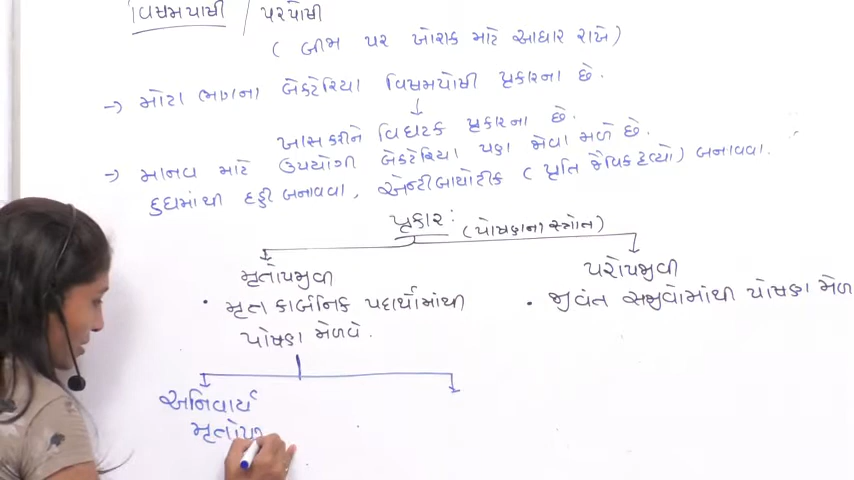 વિષમપોષી / પરપોષી
( બીજા પર ખોરાક માટે આધાર રાખે )
→ મોટા ભાગના બેક્ટેરિયા વિષમપોષી પ્રકારના છે.
ખાસ કરીને વિઘટક પ્રકારના છે.
→ માનવ માટે ઉપયોગી બેક્ટેરિયા પણ જોવા મળે છે.
દુધમાંથી દહીં બનાવવા, એન્ટીબાયોટીક ( પ્રતિ જૈવિક દ્રવ્યો ) બનાવવા.
પ્રકાર : (પોષણના સ્ત્રોત)
મૃતોપજીવી પરોપજીવી
• મૃત કાર્બનિક પદાર્થોમાંથી • જીવંત સજીવોમાંથી પોષણ મેળ
પોષણ મેળવે.
અનિવાર્ય
મૃતોપ